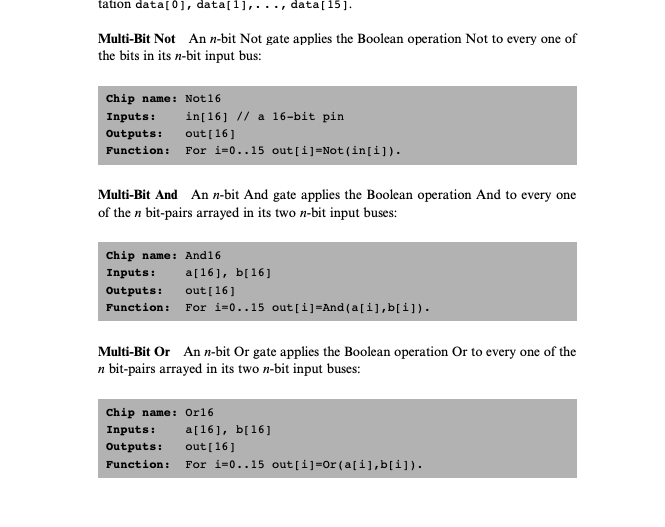 tation data[0], data[1],..., data[15].
Multi-Bit Not An n-bit Not gate applies the Boolean operation Not to every one of
the bits in its n-bit input bus:
Chip name: Not16
Inputs: in[16] // a 16-bit pin
Outputs: out[16]
Function: For i=0..15 out[i]=Not(in[i]).
Multi-Bit And An n-bit And gate applies the Boolean operation And to every one
of the n bit-pairs arrayed in its two n-bit input buses:
Chip name: And16
Inputs: a[16], b[16]
Outputs: out[16]
Function: For i=0..15 out[i]=And(a[i],b[i]).
Multi-Bit Or An n-bit Or gate applies the Boolean operation Or to every one of the
n bit-pairs arrayed in its two n-bit input buses:
Chip name: Or16
Inputs: a[16], b[16]
Outputs: out[16]
Function: For i=0..15 out[i]=Or(a[i],b[i]).